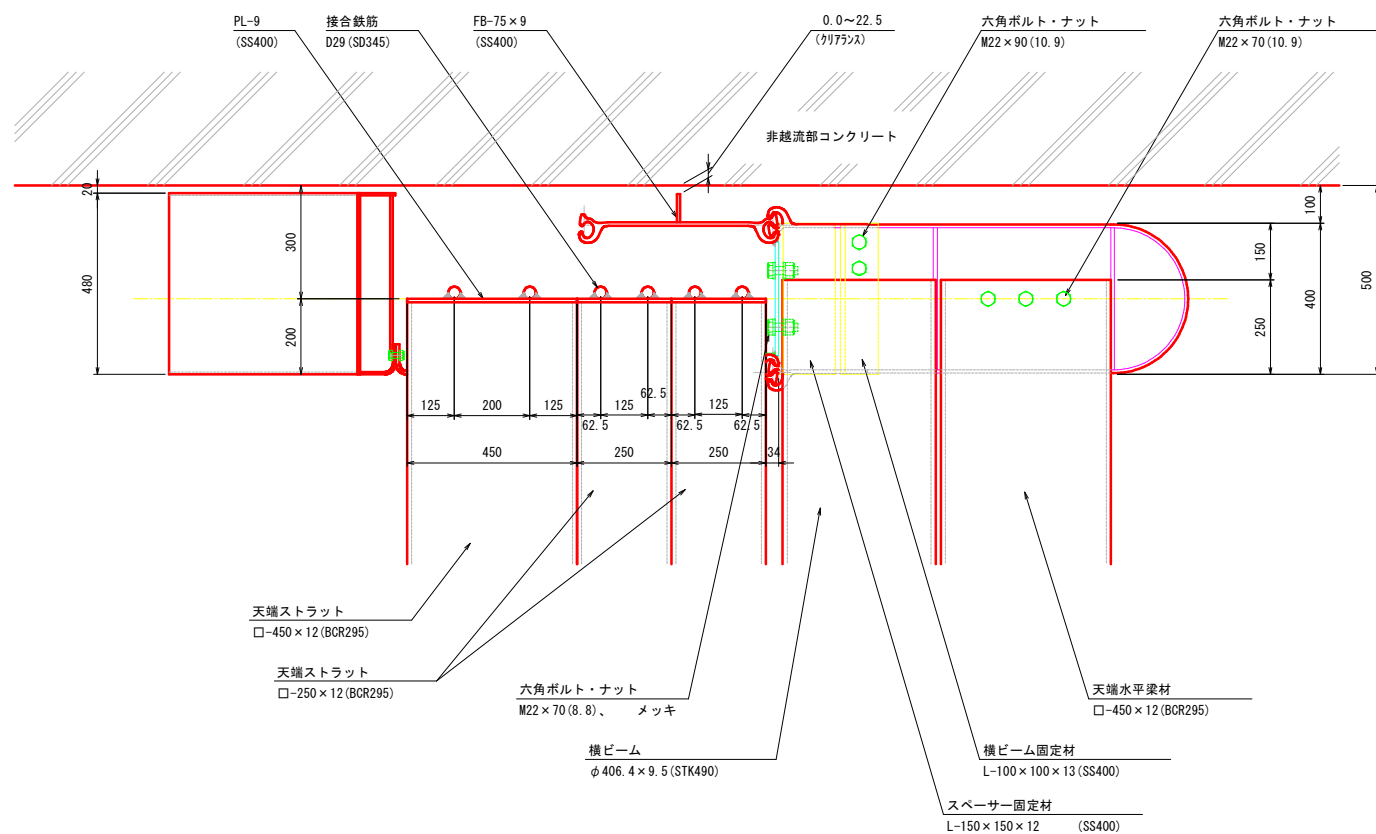 PL-9
(SS400)
接合鉄筋
D29(SD345)
FB-75×9
(SS400)
0.0～22.5
(クリアランス)
六角ボルト・ナット
M22×90(10.9)
六角ボルト・ナット
M22×70(10.9)
非越流部コンクリート
20
480
300
200
100
150
250
400
500
125
200
125
62.5
125
62.5
62.5
125
62.5
450
250
250
34
天端ストラット
□-450×12(BCR295)
天端ストラット
□-250×12(BCR295)
六角ボルト・ナット
M22×70(8.8)、 メッキ
横ビーム
φ406.4×9.5(STK490)
天端水平梁材
□-450×12(BCR295)
横ビーム固定材
L-100×100×13(SS400)
スペーサー固定材
L-150×150×12 (SS400)